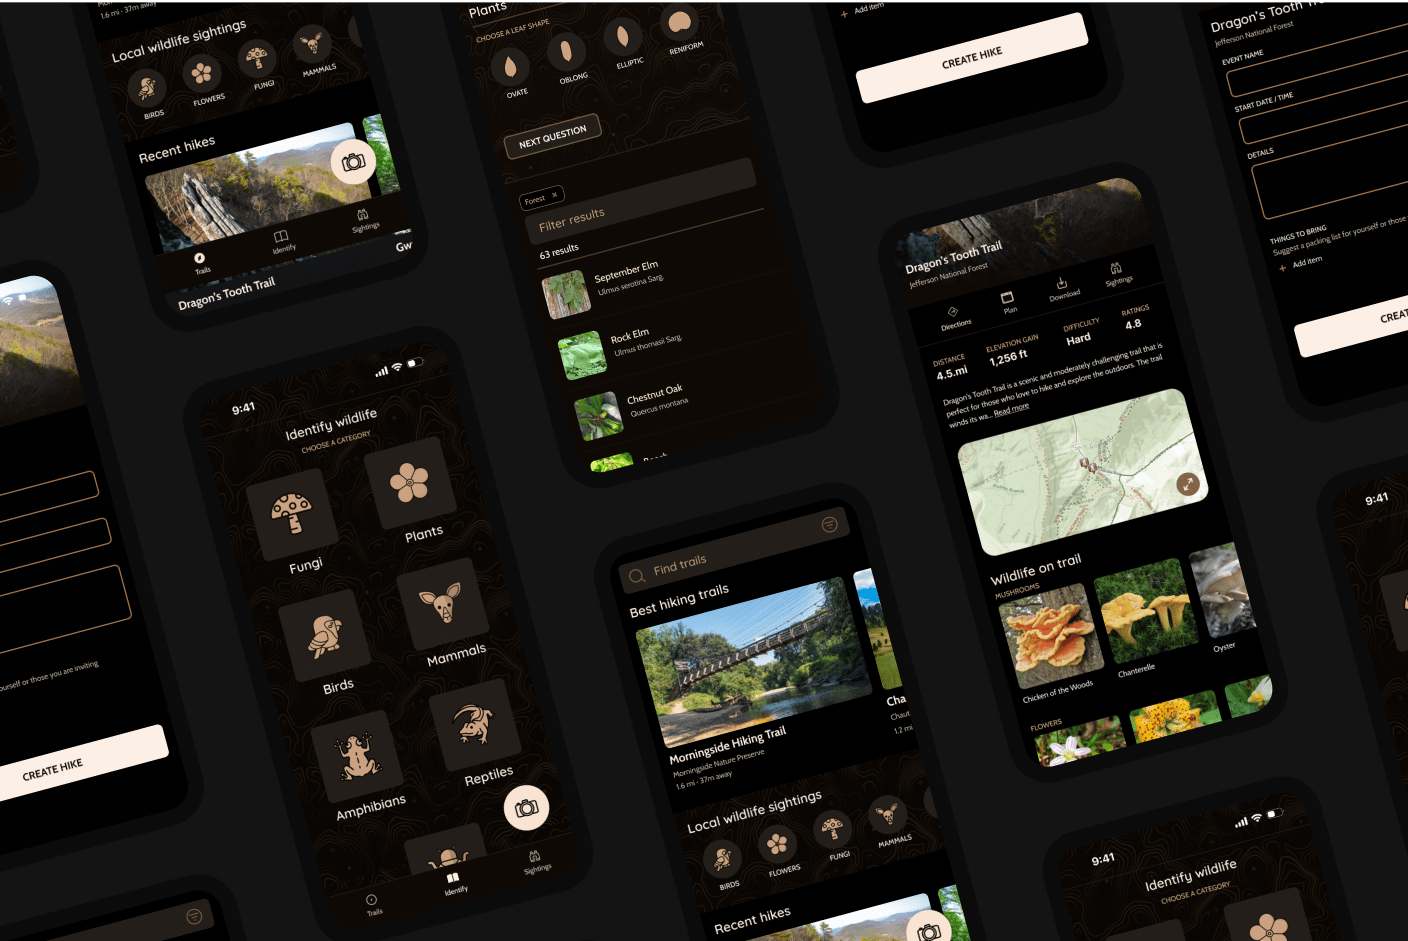 1.6 mi · 37m away
Local wildlife sightings
BIRDS
FLOWERS
FUNGI
MAMMALS
Recent hikes
Trails
Identify
Sightings
Dragon's Tooth Trail
Gw
Plants
CHOOSE A LEAF SHAPE
OVATE
OBLONG
ELLIPTIC
RENIFORM
NEXT QUESTION
Forest ×
Filter results
63 results
September Elm
Ulmus serotina Sarg.
Rock Elm
Ulmus thomasii Sarg.
Chestnut Oak
Quercus montana
+ Add item
CREATE HIKE
Dragon's Tooth
Jefferson National Forest
EVENT NAME
START DATE / TIME
DETAILS
THINGS TO BRING
Suggest a packing list for yourself or those
+ Add item
CREA
yourself or those you are inviting
CREATE HIKE
9:41
Identify wildlife
CHOOSE A CATEGORY
Fungi
Plants
Birds
Mammals
Amphibians
Reptiles
Trails
Identify
Sightings
Find trails
Best hiking trails
Morningside Hiking Trail
Morningside Nature Preserve
1.6 mi · 37m away
Cha
Chaut
1.2 mi
Local wildlife sightings
BIRDS
FLOWERS
FUNGI
MAMMALS
Recent hikes
Dragon's Tooth Trail
Jefferson National Forest
Directions
Plan
Download
Sightings
DISTANCE
4.5.mi
ELEVATION GAIN
1,256 ft
DIFFICULTY
Hard
RATINGS
4.8
Dragon's Tooth Trail is a scenic and moderately challenging trail that is
perfect for those who love to hike and explore the outdoors. The trail
winds its wa... Read more
Wildlife on trail
MUSHROOMS
Chicken of the Woods
Chanterelle
Oyster
FLOWERS
9:41
Identify wildlife
CHOOSE A CATEGORY
9:41